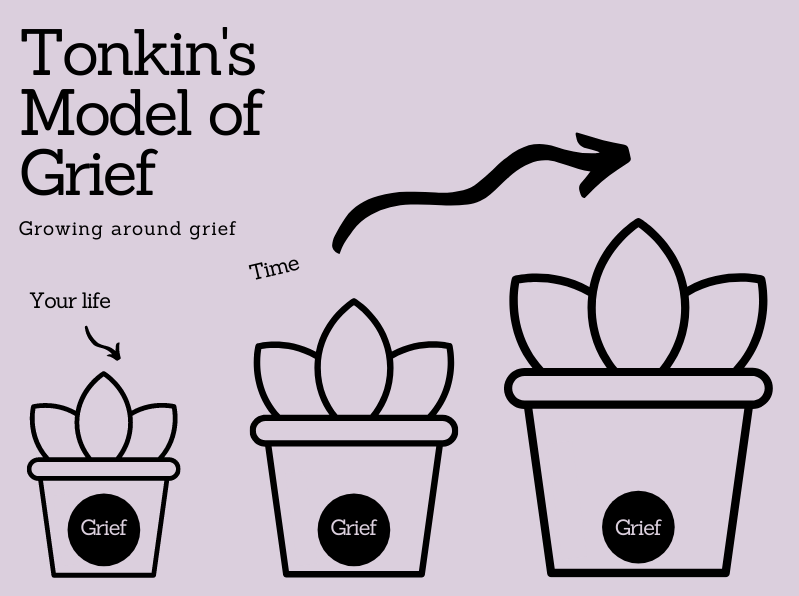 Tonkin's
Model of
Grief
Growing around grief
Time
Your life
Grief
Grief
Grief